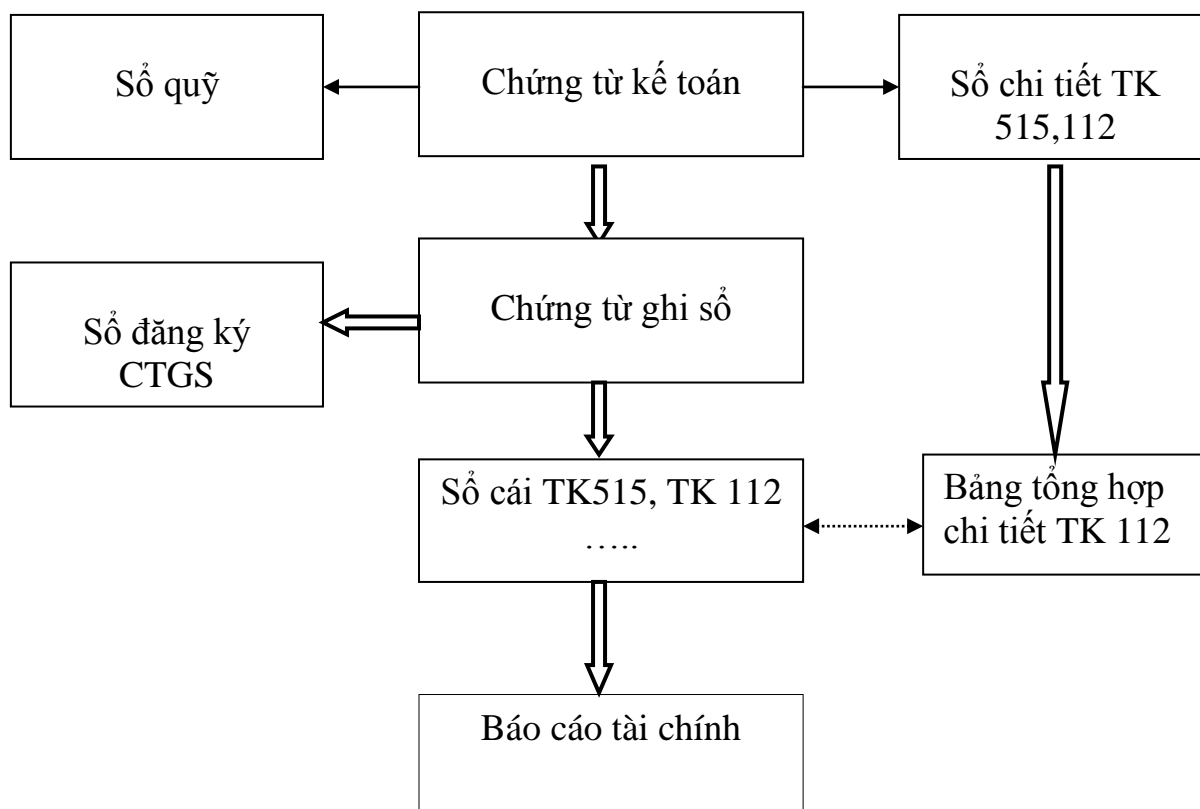 Sổ quỹ
Chứng từ kế toán
Sổ chi tiết TK
515,112
Chứng từ ghi sổ
Sổ đăng ký
CTGS
Sổ cái TK515, TK 112
…..
Bảng tổng hợp
chi tiết TK 112
Báo cáo tài chính